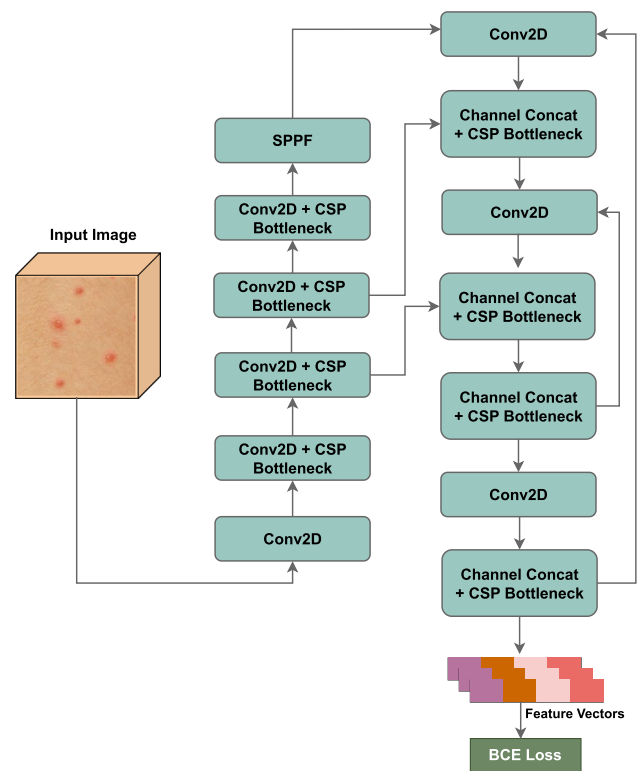 Input Image
SPPF
Conv2D + CSP
Bottleneck
Conv2D + CSP
Bottleneck
Conv2D + CSP
Bottleneck
Conv2D + CSP
Bottleneck
Conv2D
Conv2D
Channel Concat
+ CSP Bottleneck
Conv2D
Channel Concat
+ CSP Bottleneck
Channel Concat
+ CSP Bottleneck
Conv2D
Channel Concat
+ CSP Bottleneck
Feature Vectors
BCE Loss